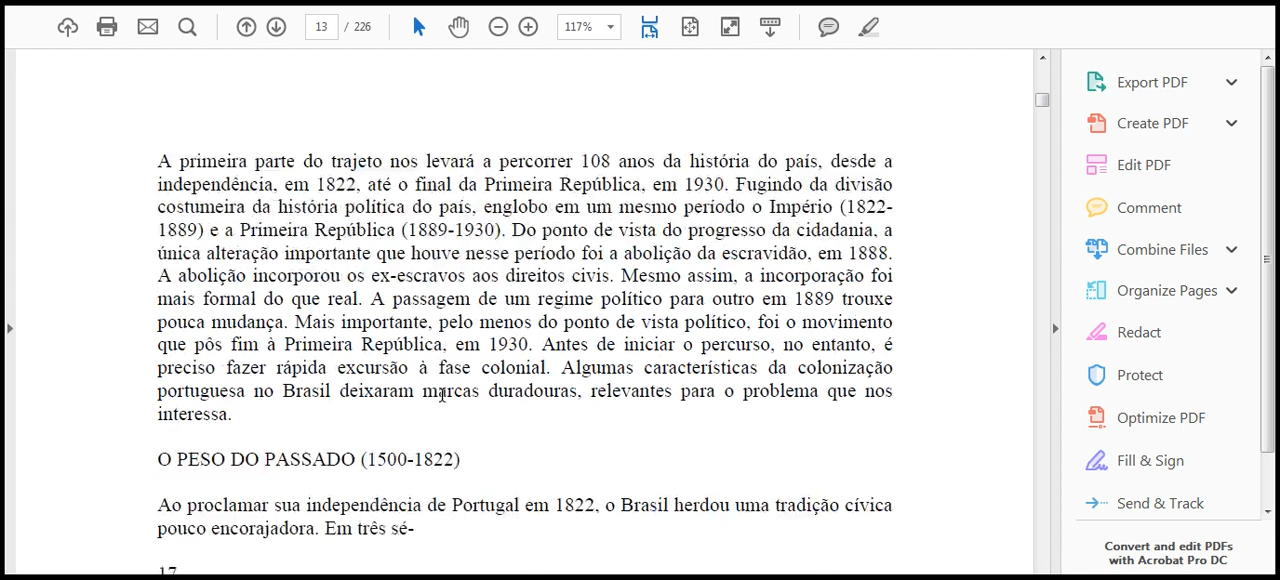 13 / 226
117%
A primeira parte do trajeto nos levará a percorrer 108 anos da história do país, desde a
independência, em 1822, até o final da Primeira República, em 1930. Fugindo da divisão
costumeira da história política do país, englobo em um mesmo período o Império (1822-
1889) e a Primeira República (1889-1930). Do ponto de vista do progresso da cidadania, a
única alteração importante que houve nesse período foi a abolição da escravidão, em 1888.
A abolição incorporou os ex-escravos aos direitos civis. Mesmo assim, a incorporação foi
mais formal do que real. A passagem de um regime político para outro em 1889 trouxe
pouca mudança. Mais importante, pelo menos do ponto de vista político, foi o movimento
que pôs fim à Primeira República, em 1930. Antes de iniciar o percurso, no entanto, é
preciso fazer rápida excursão à fase colonial. Algumas características da colonização
portuguesa no Brasil deixaram marcas duradouras, relevantes para o problema que nos
interessa.
O PESO DO PASSADO (1500-1822)
Ao proclamar sua independência de Portugal em 1822, o Brasil herdou uma tradição cívica
pouco encorajadora. Em três sé-
17
Export PDF
Create PDF
Edit PDF
Comment
Combine Files
Organize Pages
Redact
Protect
Optimize PDF
Fill & Sign
Send & Track
Convert and edit PDFs
with Acrobat Pro DC